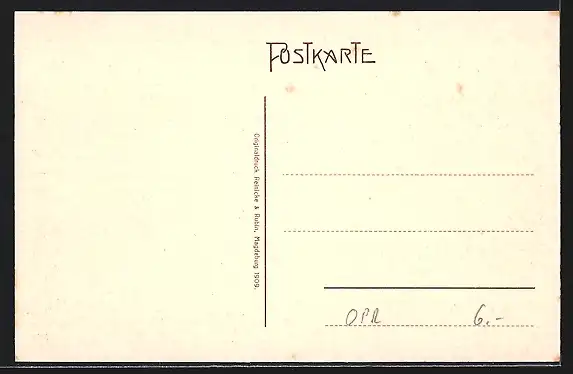 POSTKARTE
Originaldruck Reinicke & Rubin, Magdeburg 1909.
OPR 6.-